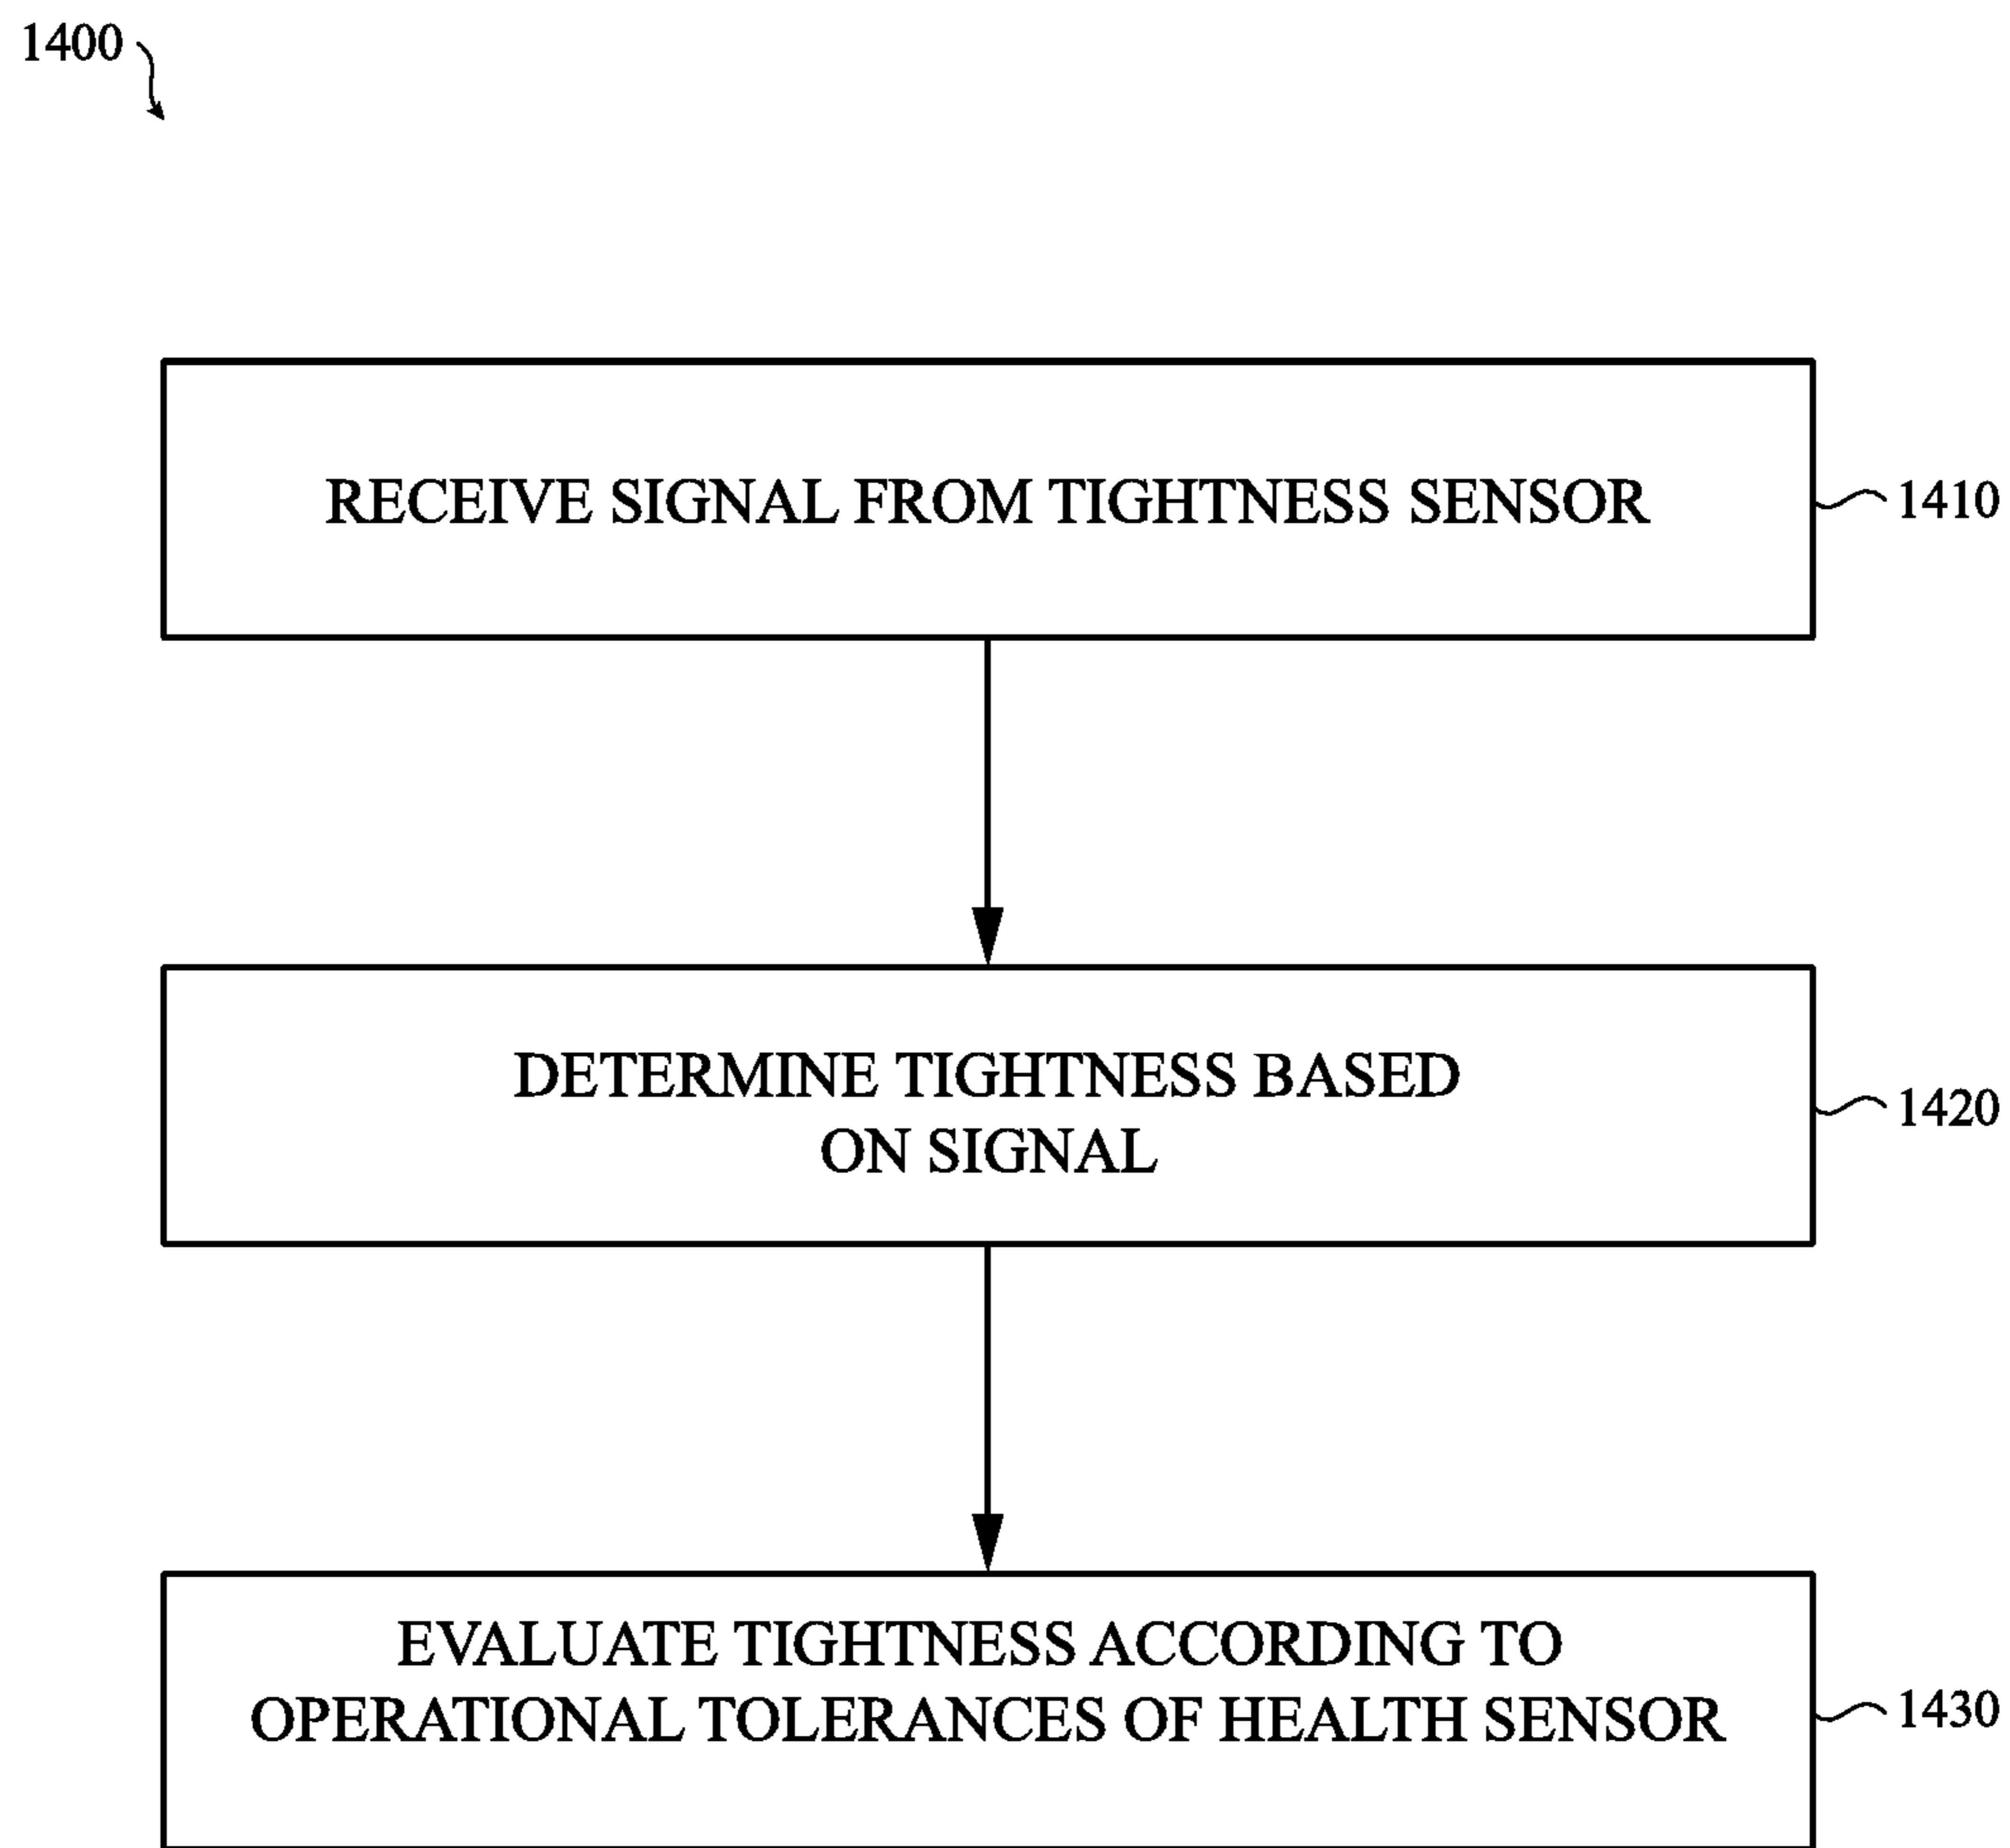 1400
RECEIVE SIGNAL FROM TIGHTNESS SENSOR
1410
DETERMINE TIGHTNESS BASED
ON SIGNAL
1420
EVALUATE TIGHTNESS ACCORDING TO
OPERATIONAL TOLERANCES OF HEALTH SENSOR
1430